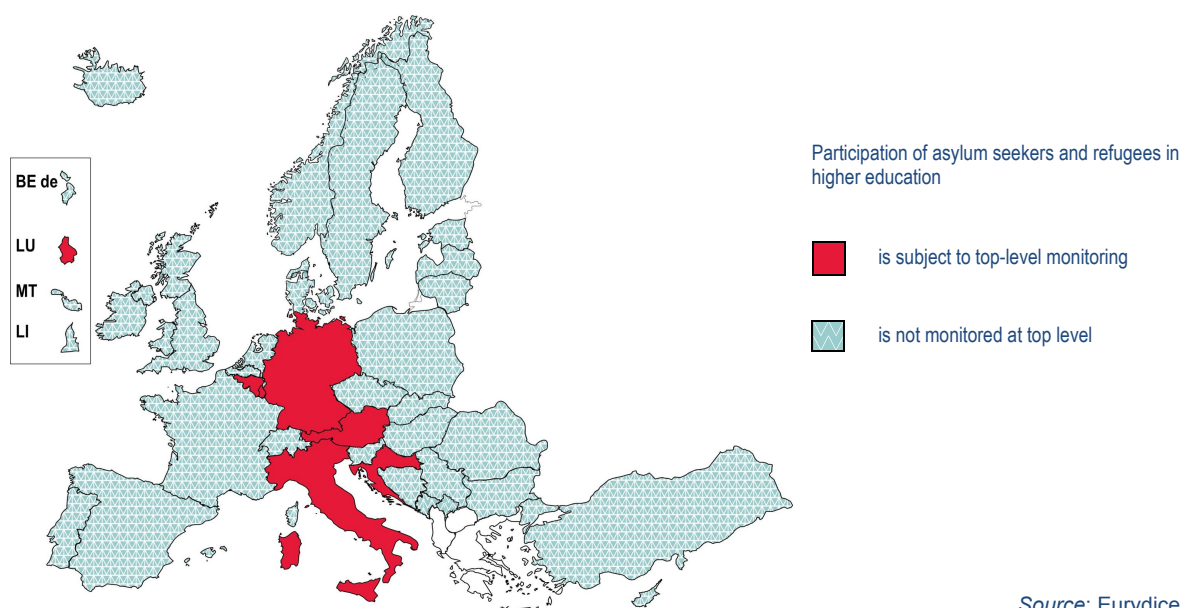 BE de
LU
MT
LI
Participation of asylum seekers and refugees in
higher education
is subject to top-level monitoring
is not monitored at top level
Source: Eurydice